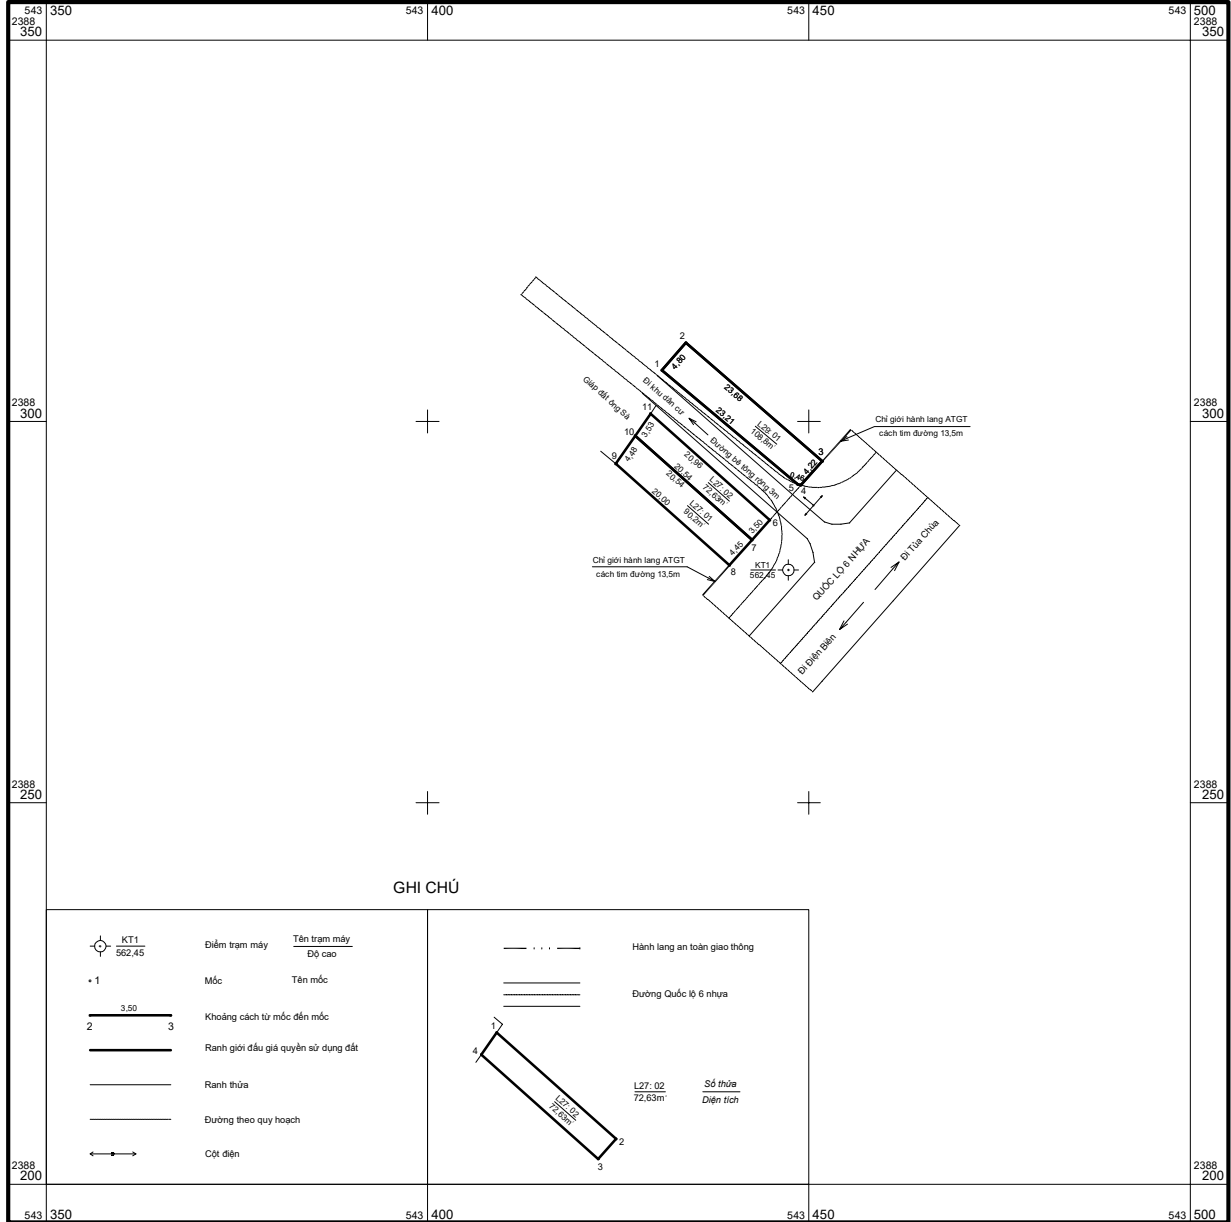 543 350
543 400
543 450
543 500
2388
350
2388
350
2
1
4,80
23,68
23,21
L29: 01
108,8m²
Đi khu dân cư
Giáp đất ông Sá
11
10
9
3,53
4,48
20,96
20,54
20,54
20,00
L27: 02
72,63m²
L27: 01
90,2m²
Đường bê tông rộng 3m
3
4,22
0,46
5
4
6
3,50
7
4,45
8
Chỉ giới hành lang ATGT
cách tim đường 13,5m
Chỉ giới hành lang ATGT
cách tim đường 13,5m
KT1
562,45
QUỐC LỘ 6 NHỰA
Đi Tủa Chùa
Đi Điện Biên
2388
300
2388
300
2388
250
2388
250
GHI CHÚ
KT1
562,45
Điểm trạm máy
Tên trạm máy
Độ cao
1
Mốc
Tên mốc
3,50
2
3
Khoảng cách từ mốc đến mốc
Ranh giới đấu giá quyền sử dụng đất
Ranh thửa
Đường theo quy hoạch
Cột điện
Hành lang an toàn giao thông
Đường Quốc lộ 6 nhựa
1
4
L27: 02
72,63m²
2
3
L27: 02
72,63m²
Số thửa
Diện tích
2388
200
2388
200
543 350
543 400
543 450
543 500